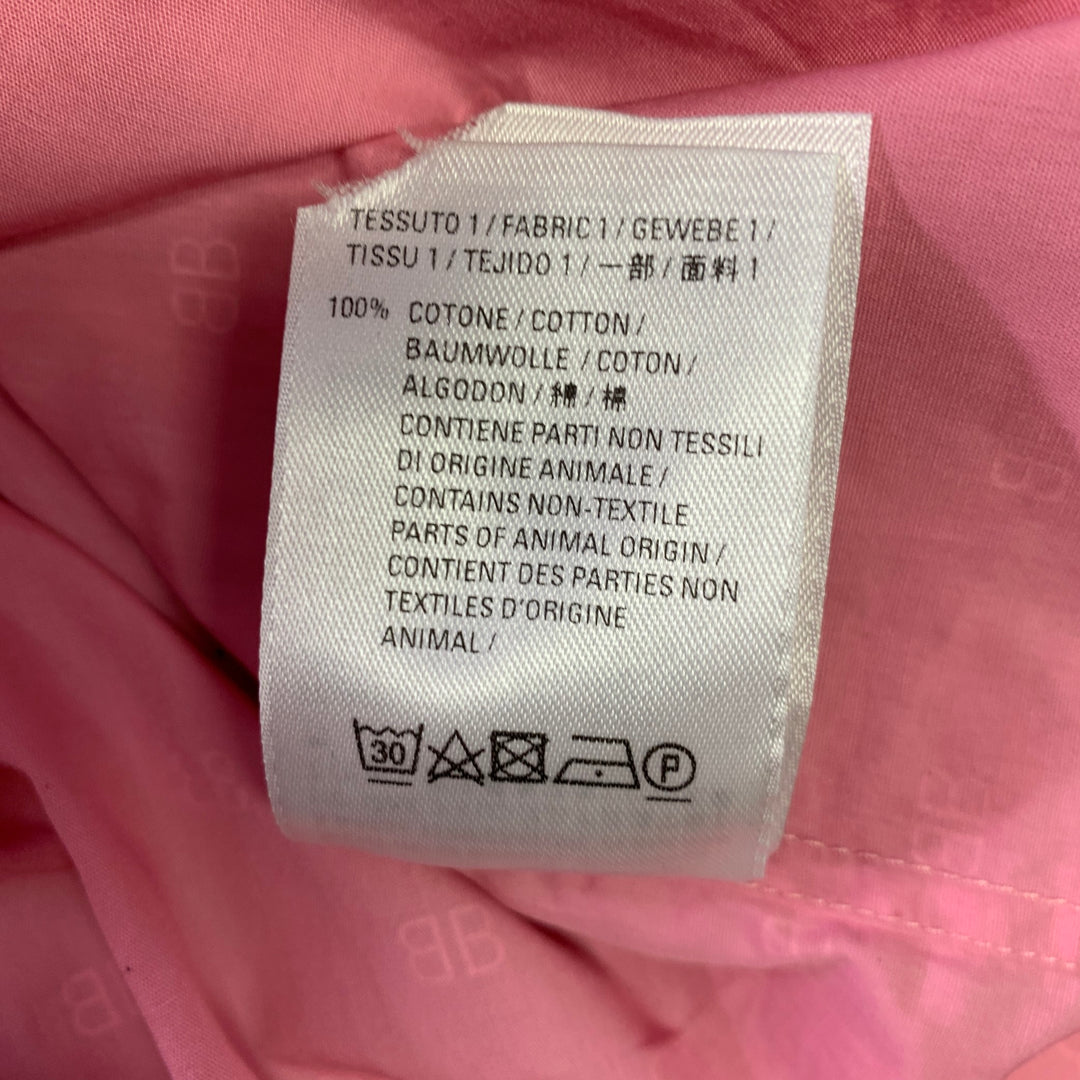 TESSUTO 1 / FABRIC 1 / GEWEBE 1 /
TISSU 1 / TEJIDO 1 / 一部 / 面料 1
100% COTONE / COTTON /
BAUMWOLLE / COTON /
ALGODON / 綿 / 棉
CONTIENE PARTI NON TESSILI
DI ORIGINE ANIMALE /
CONTAINS NON-TEXTILE
PARTS OF ANIMAL ORIGIN /
CONTIENT DES PARTIES NON
TEXTILES D'ORIGINE
ANIMAL /
30 P